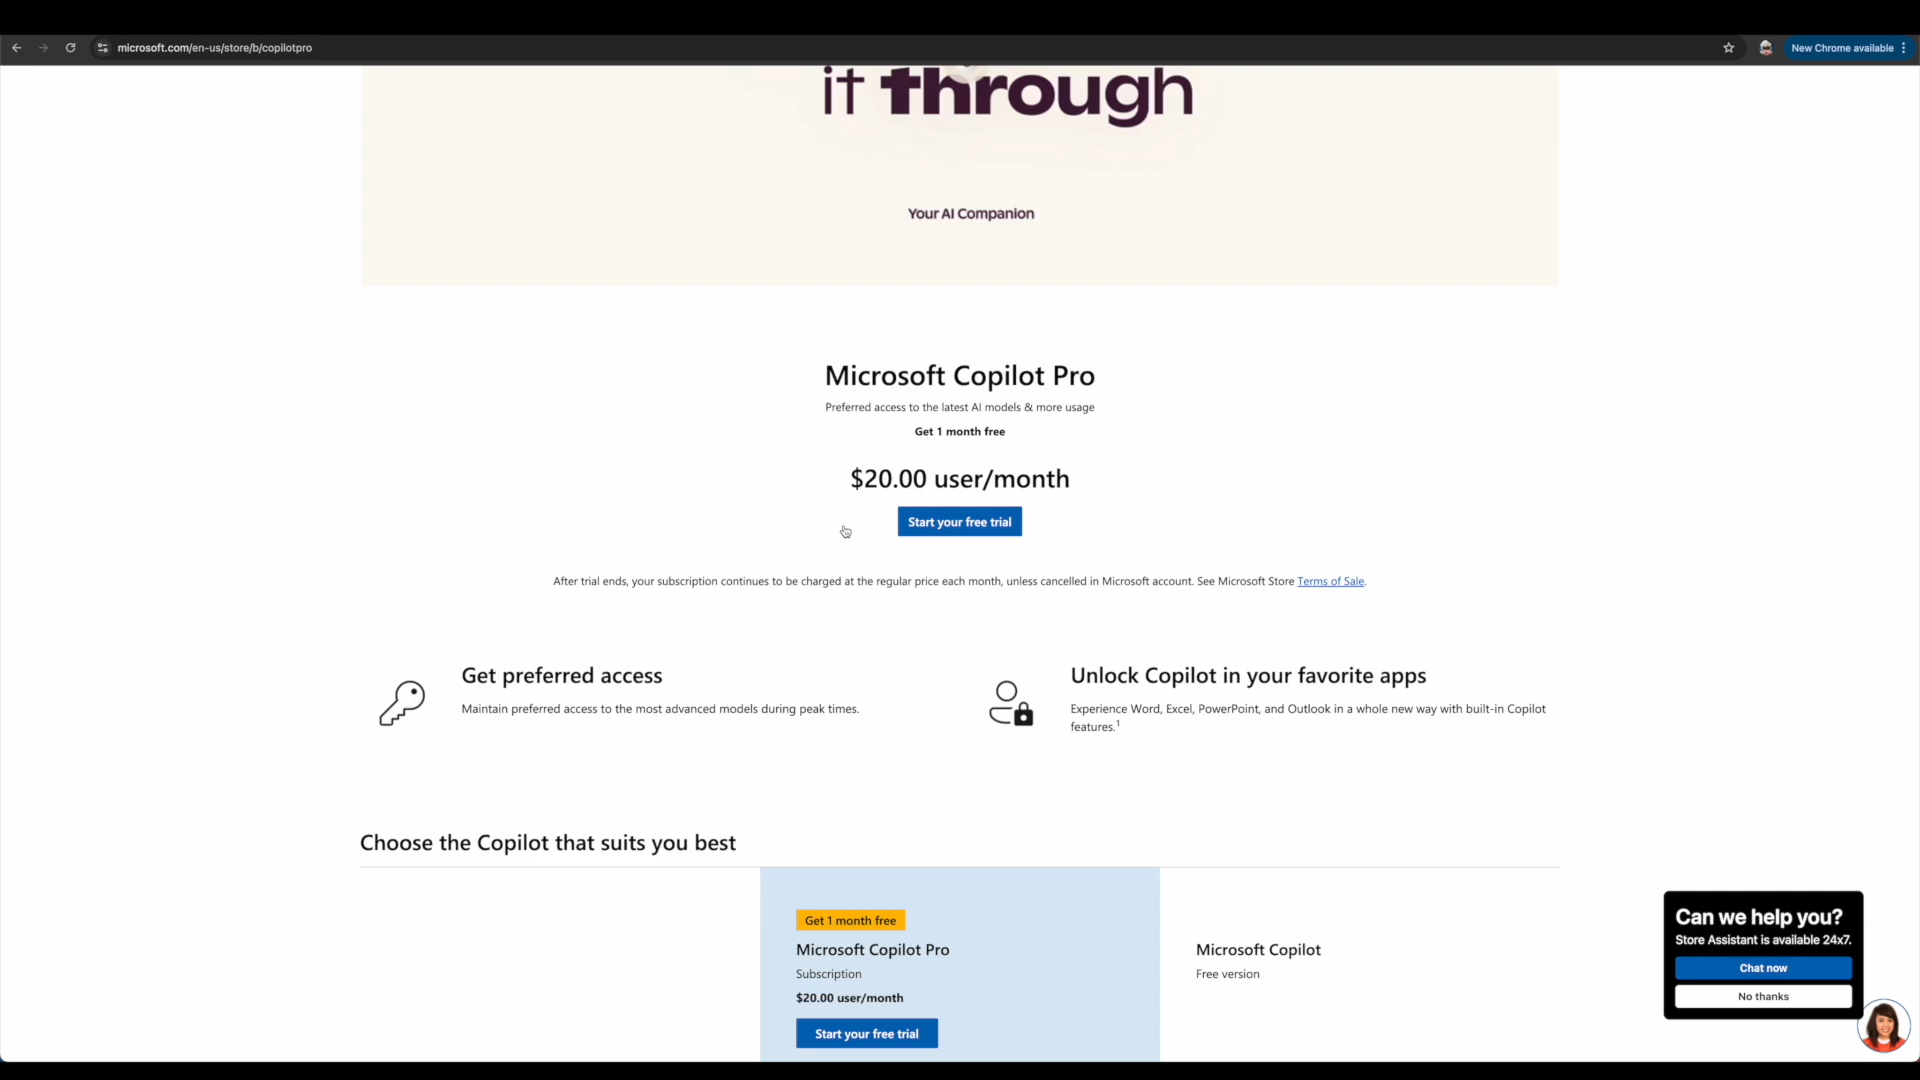 microsoft.com/en-us/store/b/copilotpro
New Chrome available
it through
Your AI Companion
Microsoft Copilot Pro
Preferred access to the latest AI models & more usage
Get 1 month free
$20.00 user/month
Start your free trial
After trial ends, your subscription continues to be charged at the regular price each month, unless cancelled in Microsoft account. See Microsoft Store Terms of Sale.
Get preferred access
Maintain preferred access to the most advanced models during peak times.
Unlock Copilot in your favorite apps
Experience Word, Excel, PowerPoint, and Outlook in a whole new way with built-in Copilot
features.1
Choose the Copilot that suits you best
Get 1 month free
Microsoft Copilot Pro
Subscription
$20.00 user/month
Start your free trial
Microsoft Copilot
Free version
Can we help you?
Store Assistant is available 24x7.
Chat now
No thanks